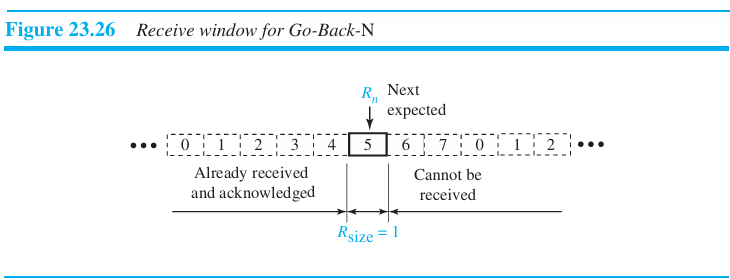 Figure 23.26 Receive window for Go-Back-N
Rn Next
expected
••• 0 1 2 3 4 5 6 7 0 1 2 •••
Already received Cannot be
and acknowledged received
Rsize = 1